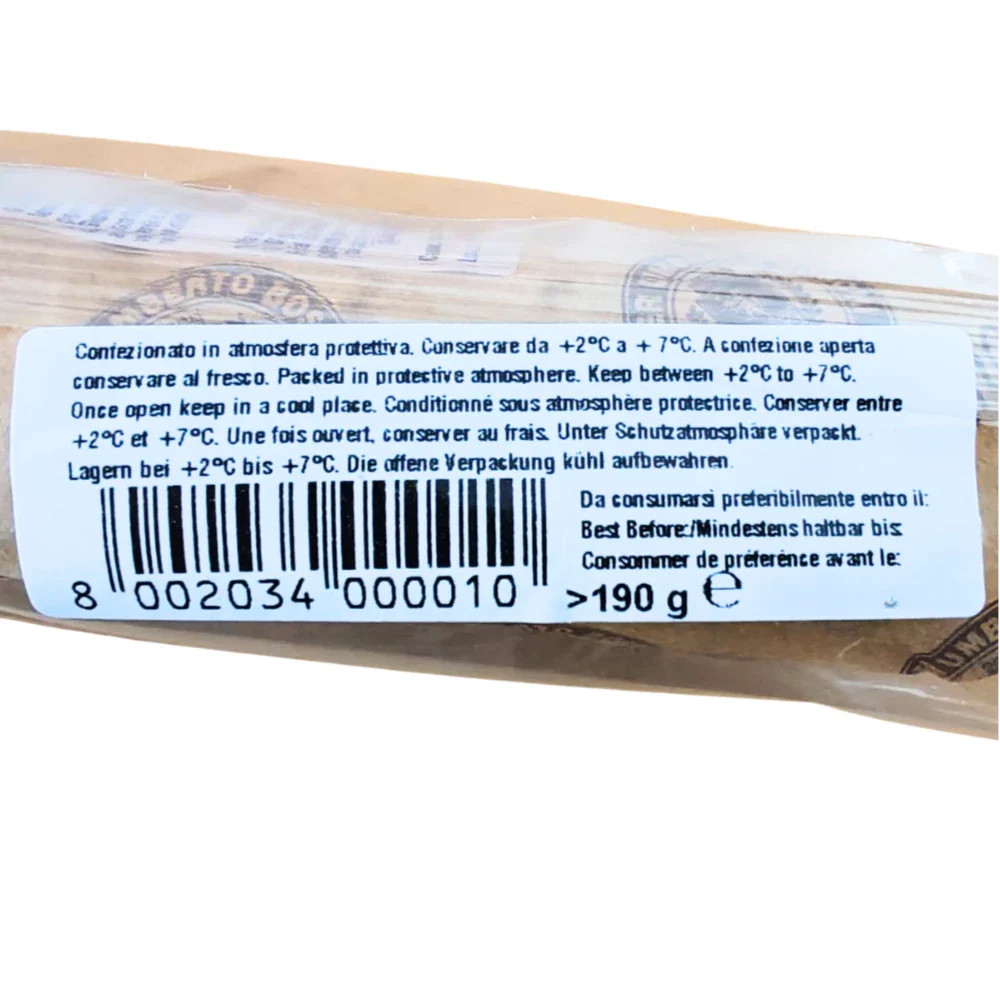 UMBERTO BOS
Confezionato in atmosfera protettiva. Conservare da +2°C a + 7°C. A confezione aperta
conservare al fresco. Packed in protective atmosphere. Keep between +2°C to +7°C.
Once open keep in a cool place. Conditionné sous atmosphère protectrice. Conserver entre
+2°C et +7°C. Une fois ouvert, conserver au frais. Unter Schutzatmosphäre verpackt.
Lagern bei +2°C bis +7°C. Die offene Verpackung kühl aufbewahren.
Da consumarsi preferibilmente entro il:
Best Before:/Mindestens haltbar bis:
Consommer de préférence avant le:
8 002034 000010
>190 g e
UMB